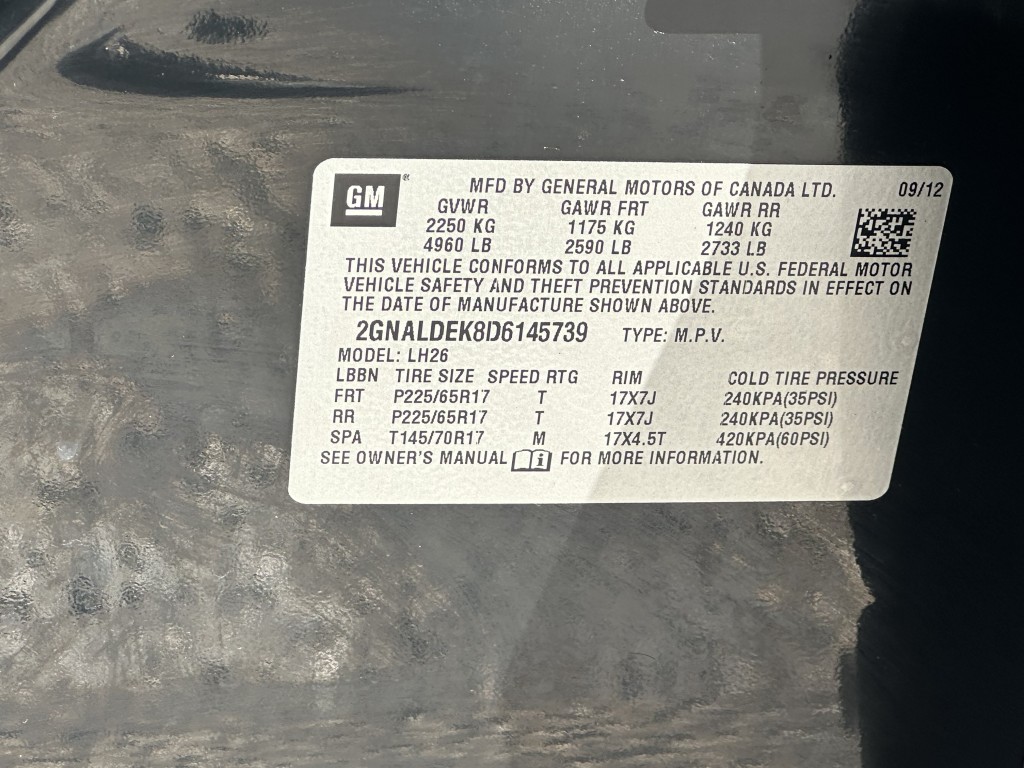 GM®
MFD BY GENERAL MOTORS OF CANADA LTD. 09/12
GVWR GAWR FRT GAWR RR
2250 KG 1175 KG 1240 KG
4960 LB 2590 LB 2733 LB
THIS VEHICLE CONFORMS TO ALL APPLICABLE U.S. FEDERAL MOTOR
VEHICLE SAFETY AND THEFT PREVENTION STANDARDS IN EFFECT ON
THE DATE OF MANUFACTURE SHOWN ABOVE.
2GNALDEK8D6145739 TYPE: M.P.V.
MODEL: LH26
LBBN TIRE SIZE SPEED RTG RIM COLD TIRE PRESSURE
FRT P225/65R17 T 17X7J 240KPA(35PSI)
RR P225/65R17 T 17X7J 240KPA(35PSI)
SPA T145/70R17 M 17X4.5T 420KPA(60PSI)
SEE OWNER'S MANUAL i FOR MORE INFORMATION.